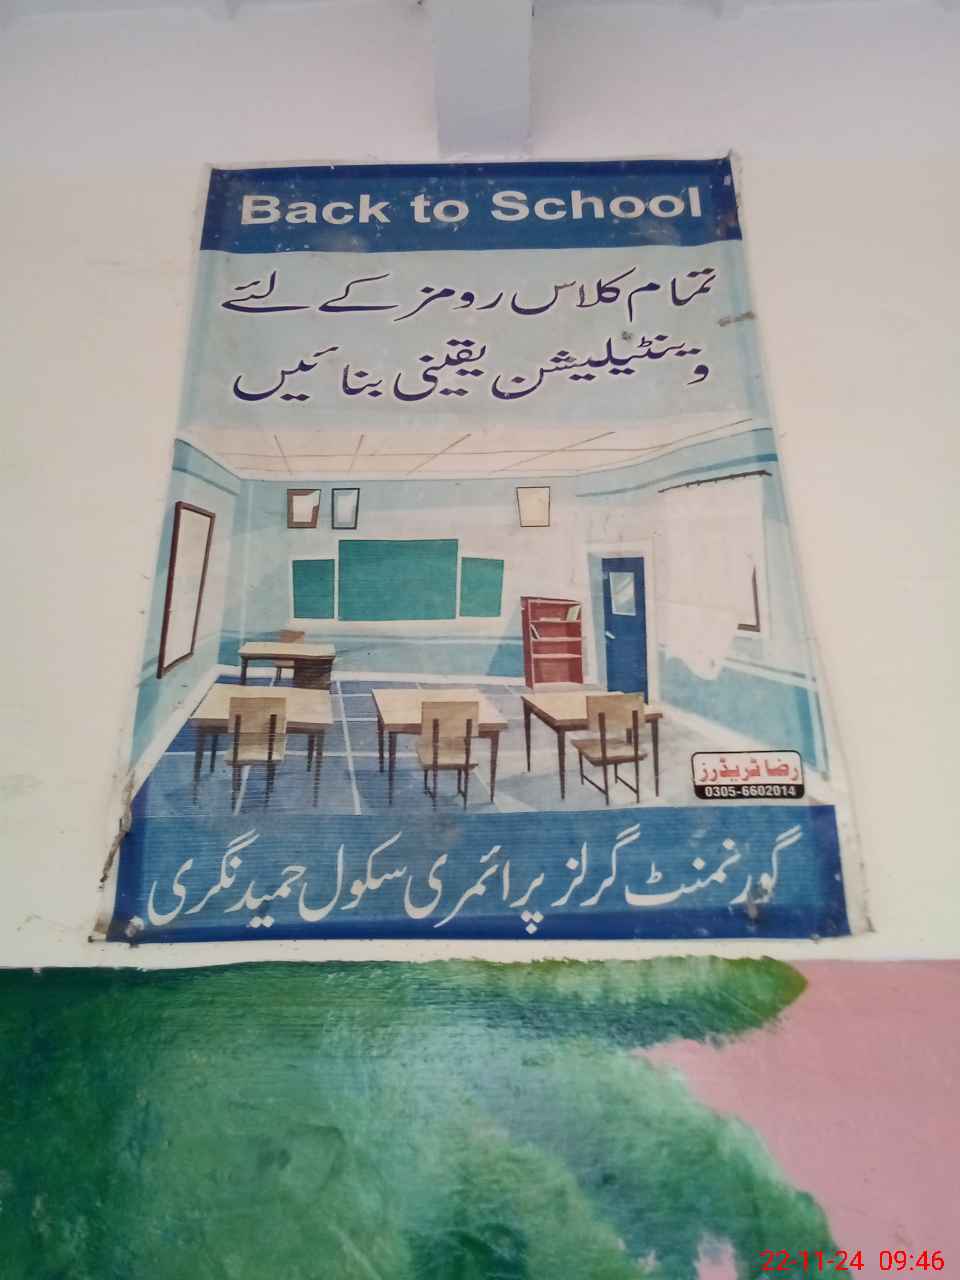 Back to School
تمام کلاس رومز کے لئے
وینٹیلیشن یقینی بنائیں
رضا ٹریڈرز
0305-6602014
گورنمنٹ گرلز پرائمری سکول حمید نگری
22-11-24 09:46